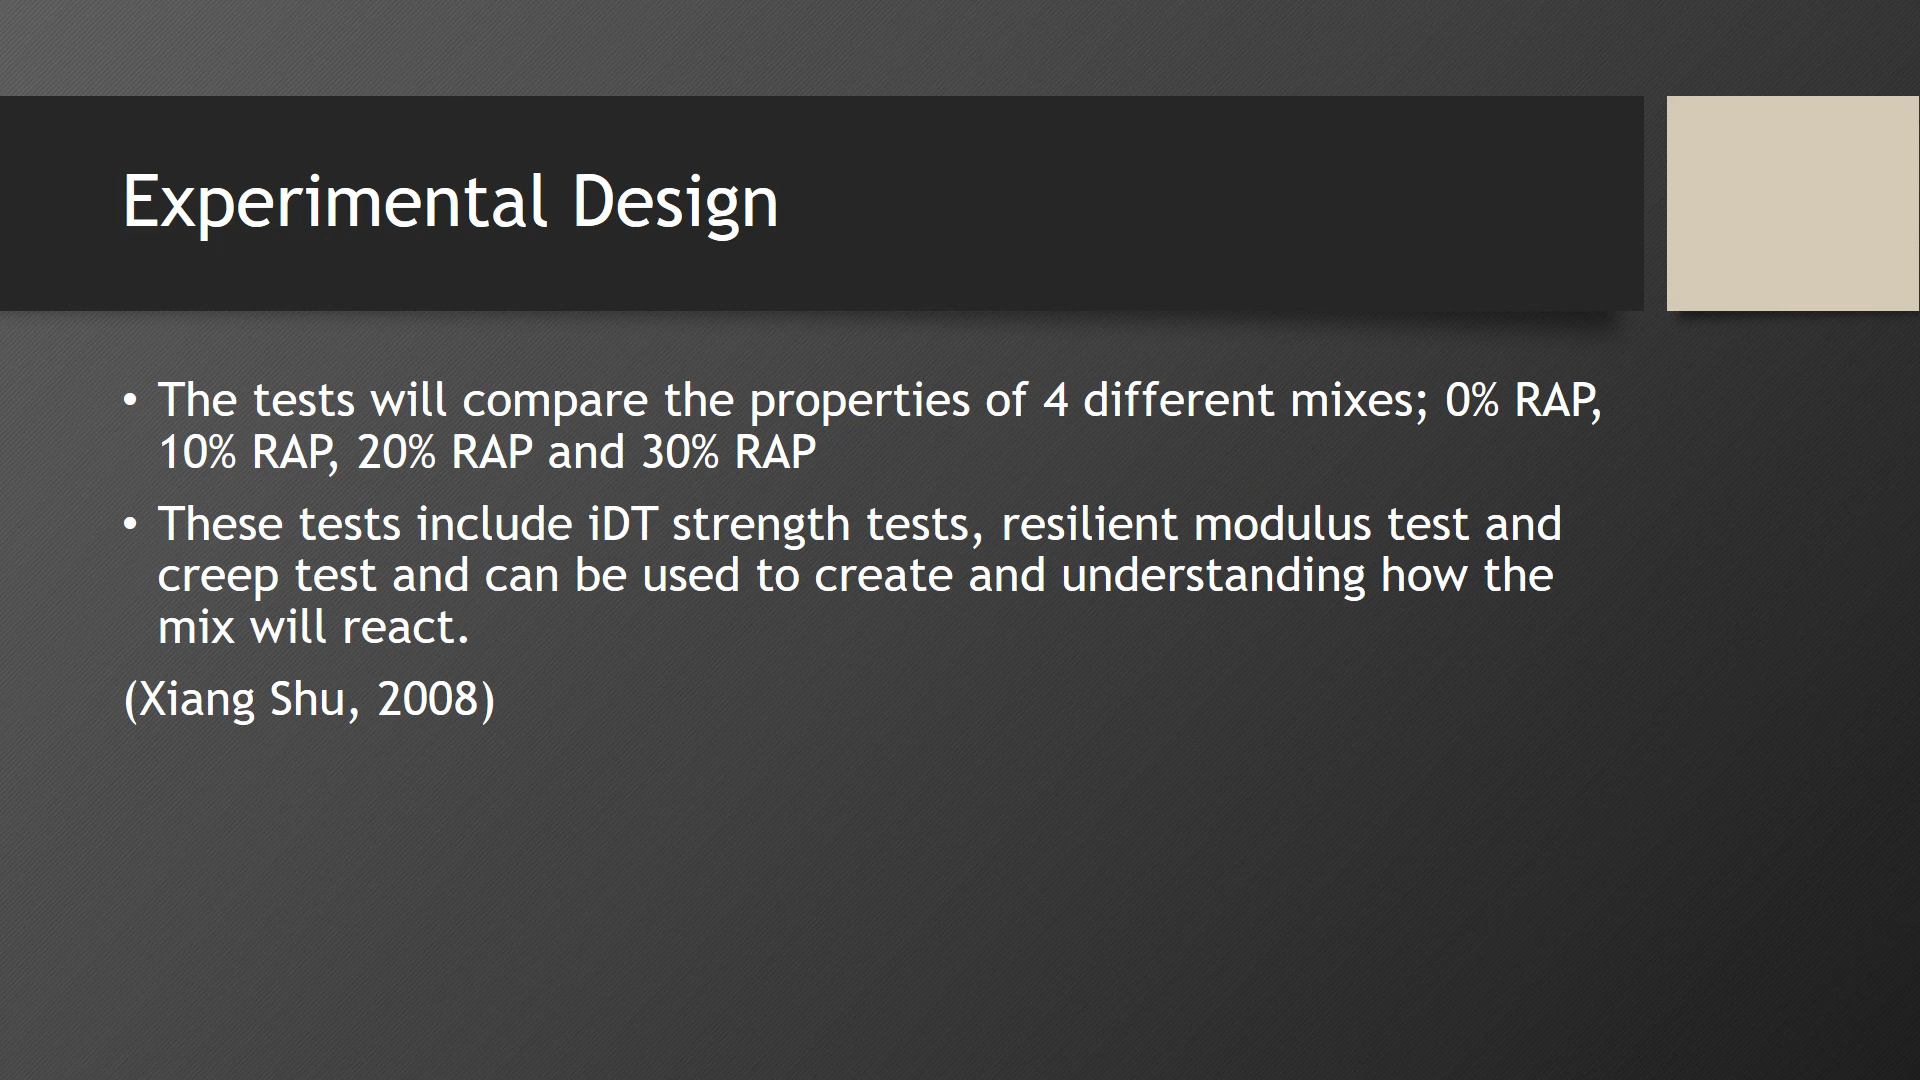 Experimental Design
• The tests will compare the properties of 4 different mixes; 0% RAP,
10% RAP, 20% RAP and 30% RAP
• These tests include iDT strength tests, resilient modulus test and
creep test and can be used to create and understanding how the
mix will react.
(Xiang Shu, 2008)